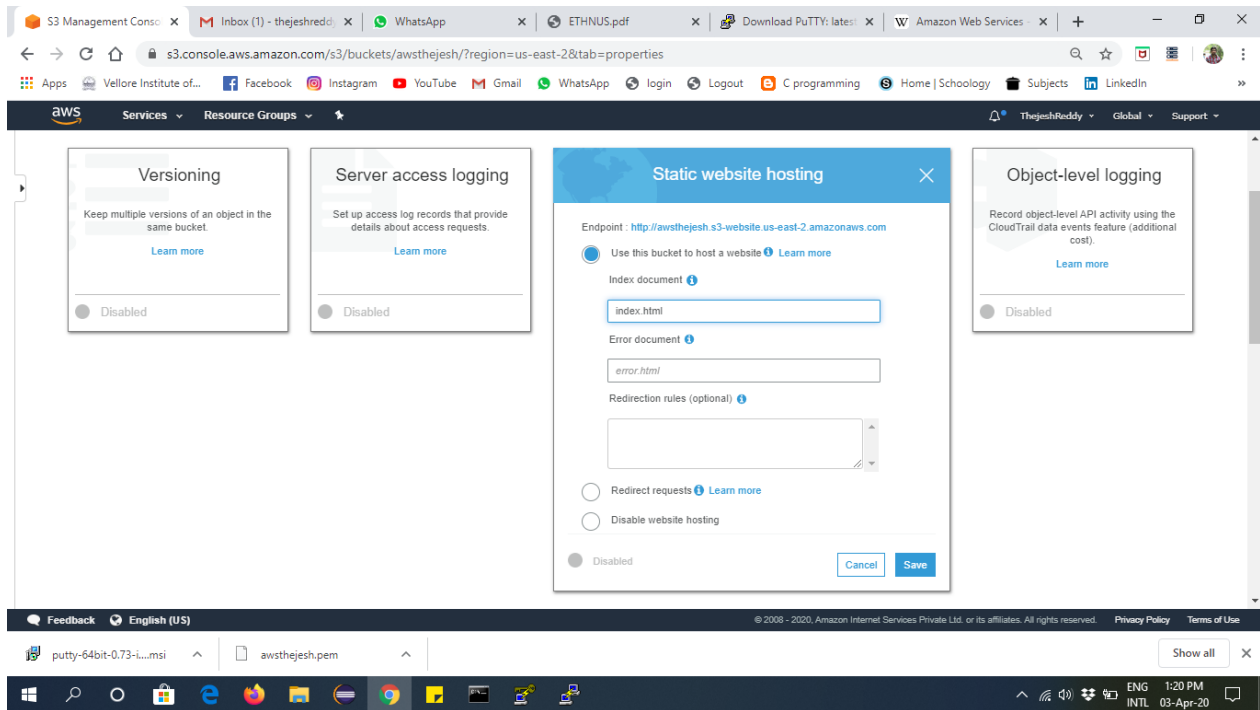 S3 Management Conso
Inbox (1) - thejeshreddy
WhatsApp
ETHNUS.pdf
Download PuTTY: latest
Amazon Web Services -
s3.console.aws.amazon.com/s3/buckets/awsthejesh/?region=us-east-2&tab=properties
Apps
Vellore Institute of...
Facebook
Instagram
YouTube
Gmail
WhatsApp
login
Logout
C programming
Home | Schoology
Subjects
LinkedIn
aws
Services
Resource Groups
ThejeshReddy
Global
Support
Versioning
Keep multiple versions of an object in the
same bucket.
Learn more
Disabled
Server access logging
Set up access log records that provide
details about access requests.
Learn more
Disabled
Static website hosting
Endpoint : http://awsthejesh.s3-website.us-east-2.amazonaws.com
Use this bucket to host a website Learn more
Index document
index.html
Error document
error.html
Redirection rules (optional)
Redirect requests Learn more
Disable website hosting
Disabled
Cancel
Save
Object-level logging
Record object-level API activity using the
CloudTrail data events feature (additional
cost).
Learn more
Disabled
Feedback
English (US)
© 2008 - 2020, Amazon Internet Services Private Ltd. or its affiliates. All rights reserved.
Privacy Policy
Terms of Use
putty-64bit-0.73-i....msi
awsthejesh.pem
Show all
ENG
INTL
1:20 PM
03-Apr-20